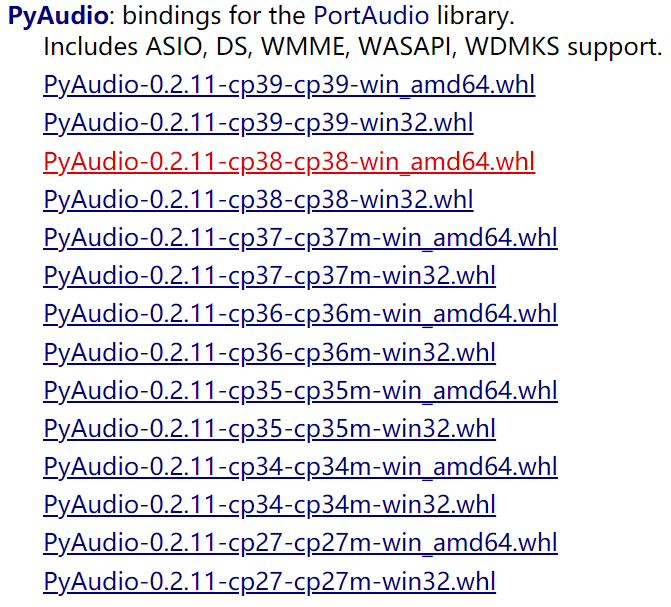 PyAudio: bindings for the PortAudio library.
Includes ASIO, DS, WMME, WASAPI, WDMKS support.
PyAudio-0.2.11-cp39-cp39-win_amd64.whl
PyAudio-0.2.11-cp39-cp39-win32.whl
PyAudio-0.2.11-cp38-cp38-win_amd64.whl
PyAudio-0.2.11-cp38-cp38-win32.whl
PyAudio-0.2.11-cp37-cp37m-win_amd64.whl
PyAudio-0.2.11-cp37-cp37m-win32.whl
PyAudio-0.2.11-cp36-cp36m-win_amd64.whl
PyAudio-0.2.11-cp36-cp36m-win32.whl
PyAudio-0.2.11-cp35-cp35m-win_amd64.whl
PyAudio-0.2.11-cp35-cp35m-win32.whl
PyAudio-0.2.11-cp34-cp34m-win_amd64.whl
PyAudio-0.2.11-cp34-cp34m-win32.whl
PyAudio-0.2.11-cp27-cp27m-win_amd64.whl
PyAudio-0.2.11-cp27-cp27m-win32.whl